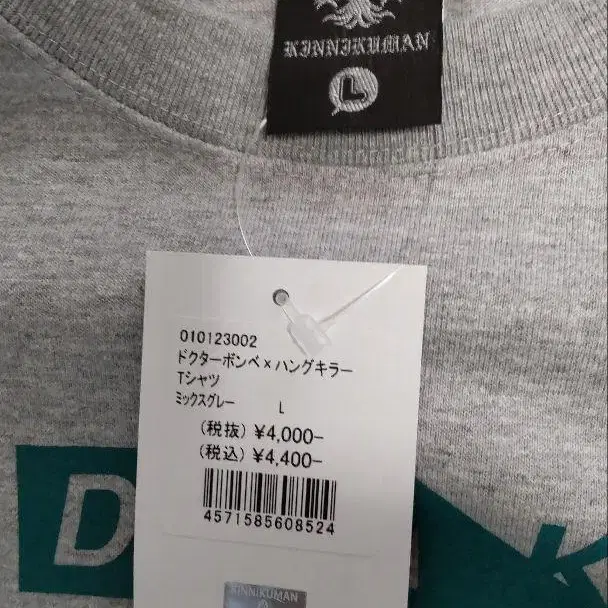 KINNIKUMAN
L
010123002
ドクターボンベ×ハングキラー
Tシャツ
ミックスグレー L
(税抜) ¥4,000-
(税込) ¥4,400-
4571585608524
D
K
KINNIKUMAN